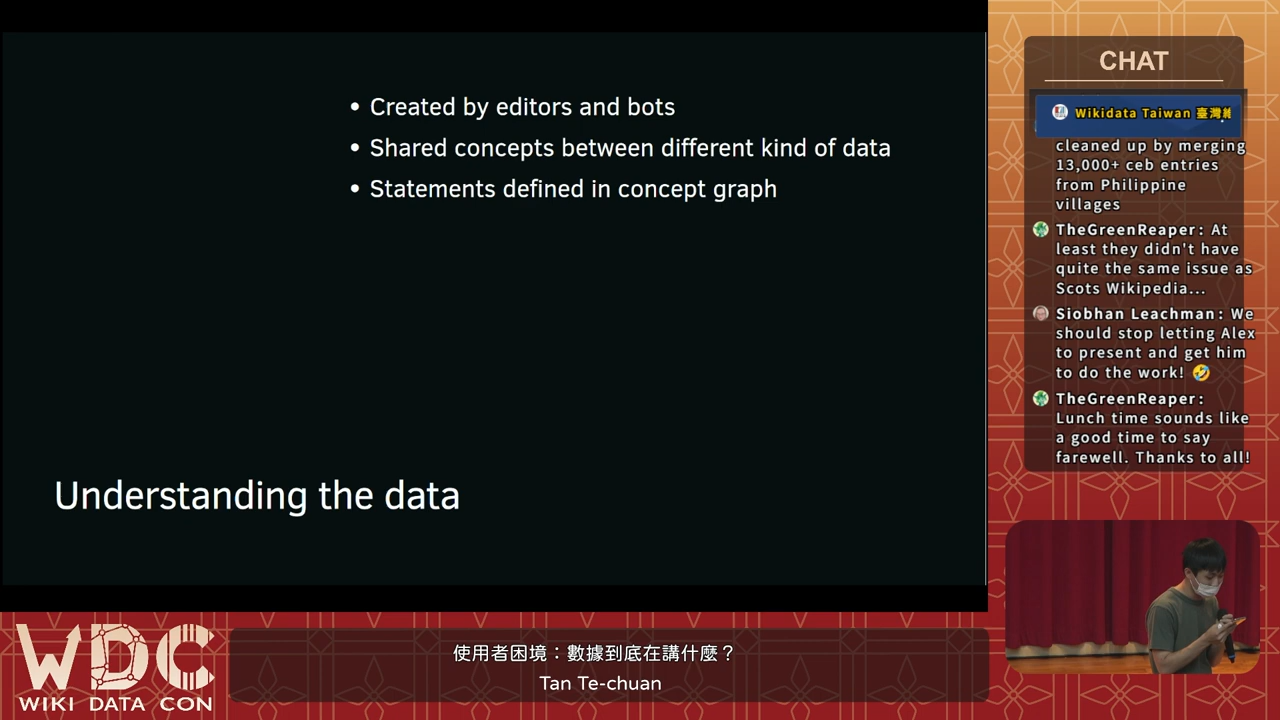 • Created by editors and bots
• Shared concepts between different kind of data
• Statements defined in concept graph
Understanding the data
CHAT
Wikidata Taiwan 臺灣維
cleaned up by merging
13,000+ ceb entries
from Philippine
villages
TheGreenReaper: At
least they didn't have
quite the same issue as
Scots Wikipedia...
Siobhan Leachman: We
should stop letting Alex
to present and get him
to do the work! 🤣
TheGreenReaper:
Lunch time sounds like
a good time to say
farewell. Thanks to all!
WDC
WIKI DATA CON
使用者困境：數據到底在講什麼？
Tan Te-chuan